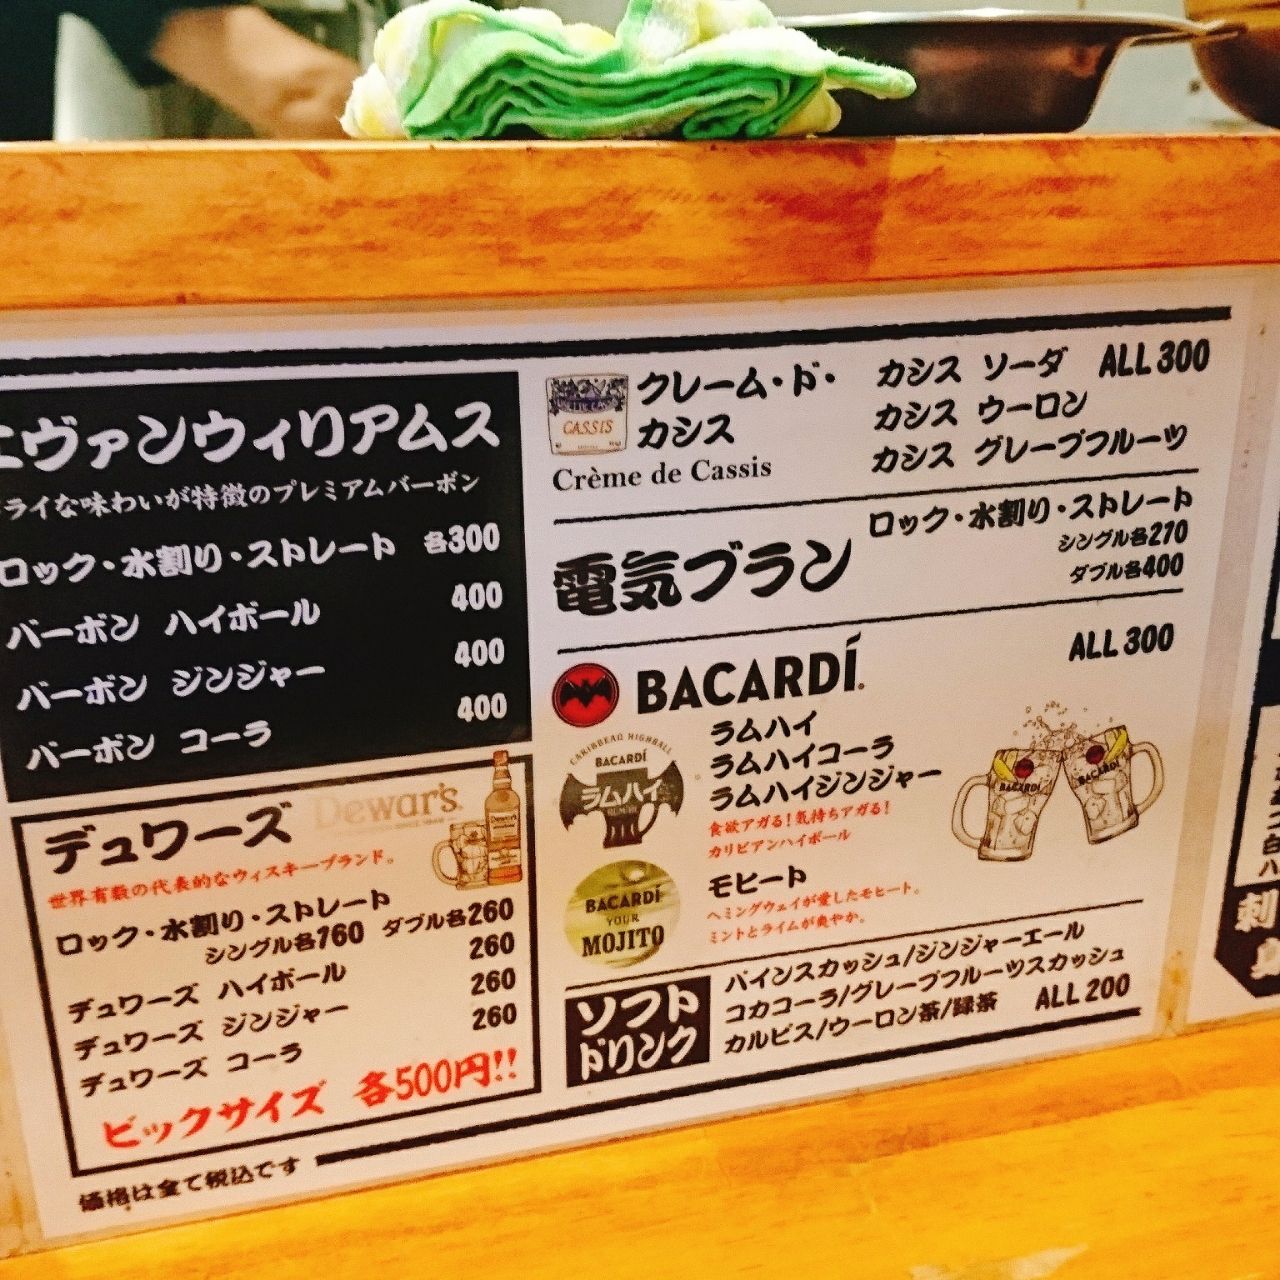 エヴァンウィリアムス
ドライな味わいが特徴のプレミアムバーボン
ロック・水割り・ストレート 各300
バーボン ハイボール 400
バーボン ジンジャー 400
バーボン コーラ 400
デュワーズ
Dewar's
世界有数の代表的なウィスキーブランド。
ロック・水割り・ストレート
シングル各160 ダブル各260
デュワーズ ハイボール 260
デュワーズ ジンジャー 260
デュワーズ コーラ 260
ビックサイズ 各500円!!
価格は全て税込です
CASSIS
クレーム・ド・
カシス
Crème de Cassis
カシス ソーダ ALL 300
カシス ウーロン
カシス グレープフルーツ
電気ブラン
ロック・水割り・ストレート
シングル各270
ダブル各400
BACARDÍ
ALL 300
CARIBBEAN HIGHBALL
BACARDÍ
ラムハイ
ラムハイ
ラムハイコーラ
ラムハイジンジャー
食欲アガる!気持ちアガる!
カリビアンハイボール
BACARDÍ
BACARDÍ
BACARDÍ
YOUR
MOJITO
モヒート
ヘミングウェイが愛したモヒート。
ミントとライムが爽やか。
ソフト
ドリンク
パインスカッシュ/ジンジャーエール
コカコーラ/グレープフルーツスカッシュ
カルピス/ウーロン茶/緑茶 ALL 200
刺